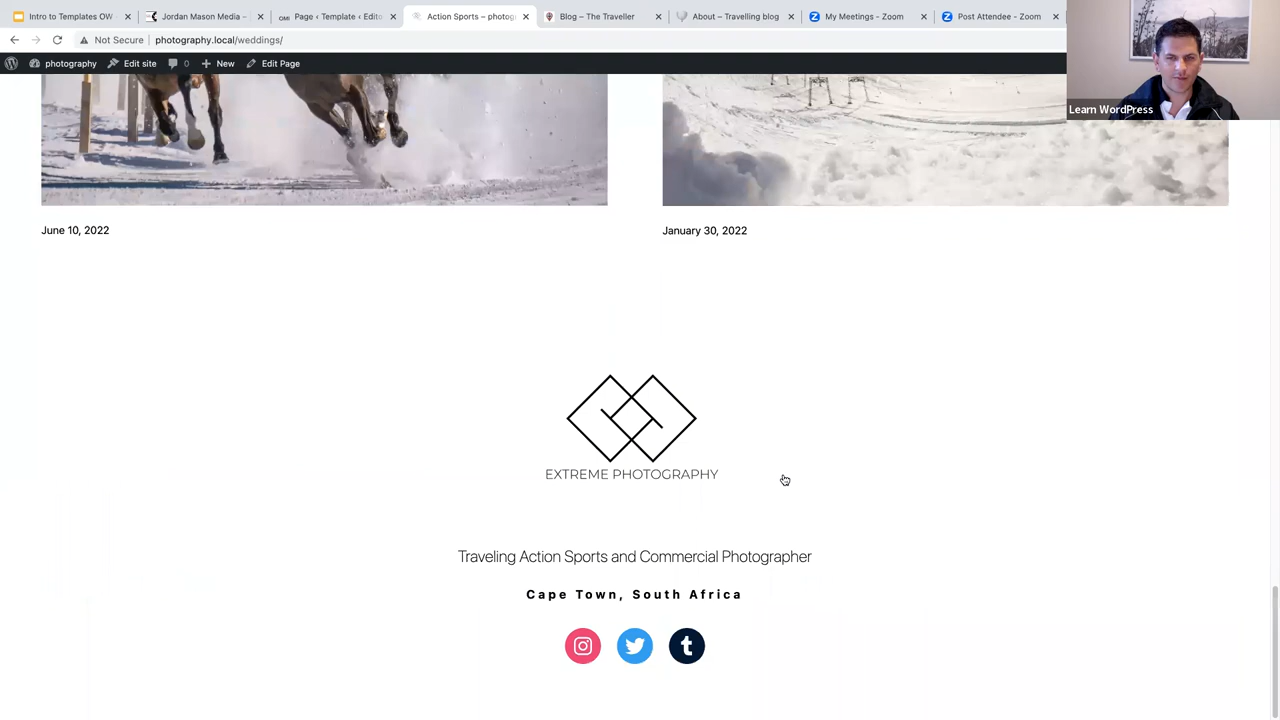 Intro to Templates OW
Jordan Mason Media –
Page ‹ Template ‹ Edito
Action Sports – photog
Blog – The Traveller
About – Travelling blog
My Meetings - Zoom
Post Attendee - Zoom
Not Secure | photography.local/weddings/
photography
Edit site
0
New
Edit Page
Learn WordPress
June 10, 2022
January 30, 2022
EXTREME PHOTOGRAPHY
Traveling Action Sports and Commercial Photographer
Cape Town, South Africa